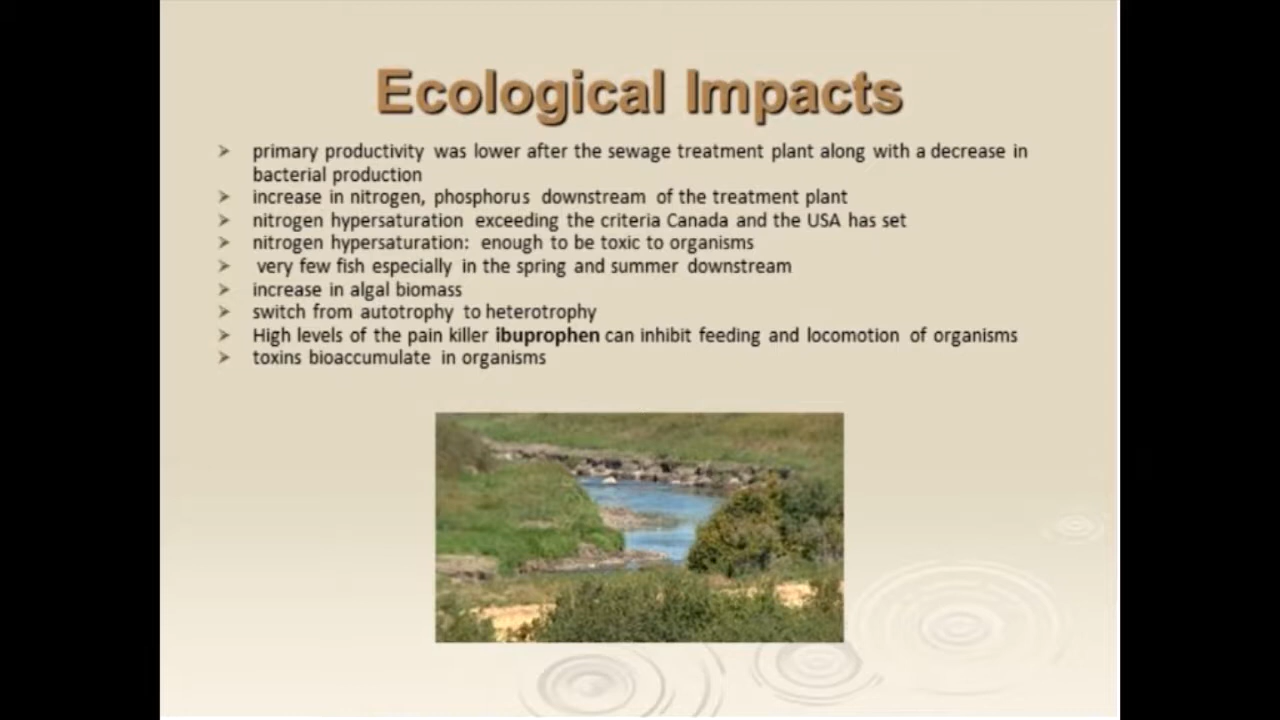 Ecological Impacts
primary productivity was lower after the sewage treatment plant along with a decrease in
bacterial production
increase in nitrogen, phosphorus downstream of the treatment plant
nitrogen hypersaturation exceeding the criteria Canada and the USA has set
nitrogen hypersaturation: enough to be toxic to organisms
very few fish especially in the spring and summer downstream
increase in algal biomass
switch from autotrophy to heterotrophy
High levels of the pain killer ibuprophen can inhibit feeding and locomotion of organisms
toxins bioaccumulate in organisms